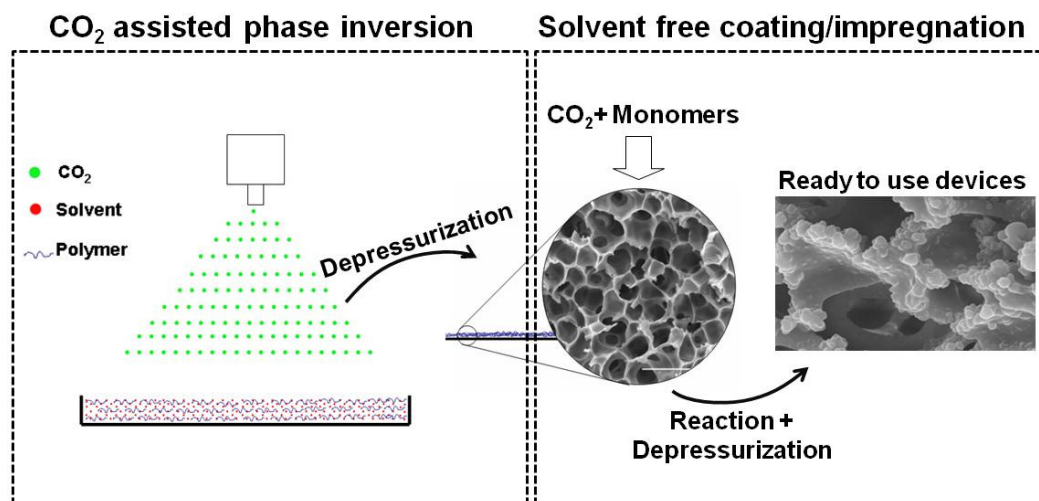 CO₂ assisted phase inversion
Solvent free coating/impregnation
CO₂
Solvent
Polymer
Depressurization
CO₂+ Monomers
Ready to use devices
Reaction +
Depressurization